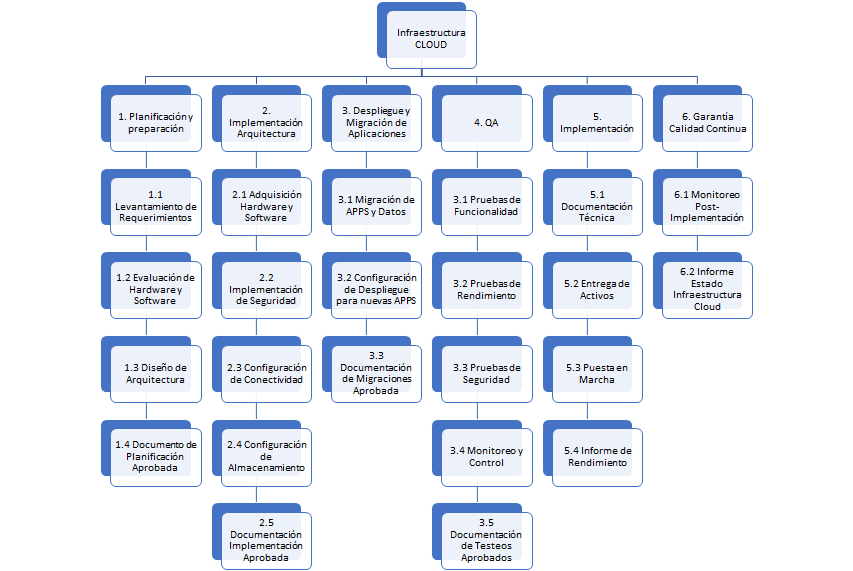 Infraestructura
CLOUD
1. Planificación y
preparación
2.
Implementación
Arquitectura
3. Despliegue y
Migración de
Aplicaciones
4. QA
5.
Implementación
6. Garantía
Calidad Continua
1.1
Levantamiento de
Requerimientos
2.1 Adquisición
Hardware y
Software
3.1 Migración de
APPS y Datos
3.1 Pruebas de
Funcionalidad
5.1
Documentación
Técnica
6.1 Monitoreo
Post-
Implementación
1.2 Evaluación de
Hardware y
Software
2.2
Implementación
de Seguridad
3.2 Configuración
de Despliegue
para nuevas APPS
3.2 Pruebas de
Rendimiento
5.2 Entrega de
Activos
6.2 Informe
Estado
Infraestructura
Cloud
1.3 Diseño de
Arquitectura
2.3 Configuración
de Conectividad
3.3
Documentación
de Migraciones
Aprobada
3.3 Pruebas de
Seguridad
5.3 Puesta en
Marcha
1.4 Documento de
Planificación
Aprobada
2.4 Configuración
de
Almacenamiento
3.4 Monitoreo y
Control
5.4 Informe de
Rendimiento
2.5
Documentación
Implementación
Aprobada
3.5
Documentación
de Testeos
Aprobados